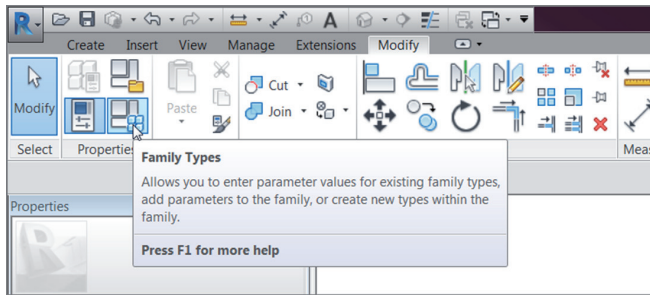 Create Insert View Manage Extensions Modify
Modify
Paste
Cut
Join
Select Properties Meas
Family Types
Allows you to enter parameter values for existing family types,
add parameters to the family, or create new types within the
family.
Press F1 for more help
Properties